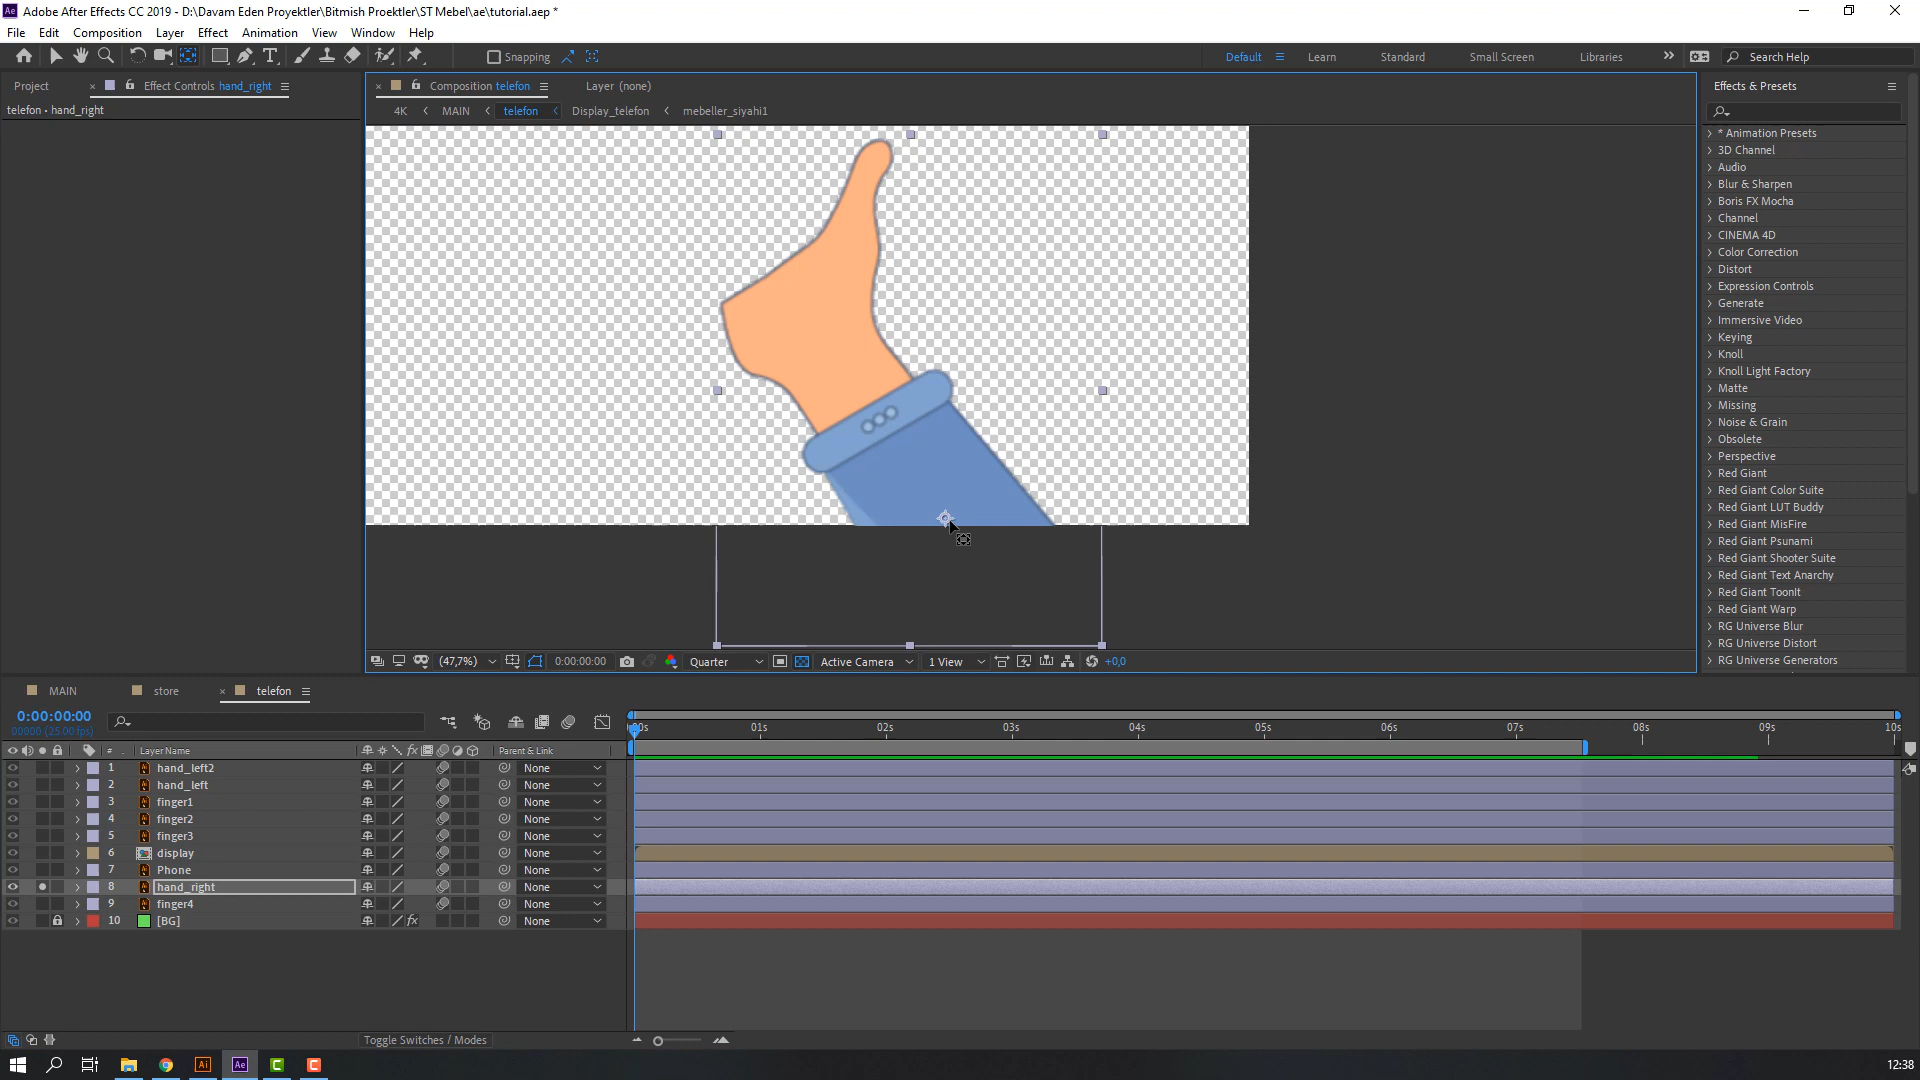 Adobe After Effects CC 2019 - D:\Davam Eden Proyektler\Bitmish Proektler\ST Mebel\ae\tutorial.aep *
File Edit Composition Layer Effect Animation View Window Help
Snapping
Default Learn Standard Small Screen Libraries Search Help
Project Effect Controls hand_right
Composition telefon Layer (none)
Effects & Presets
telefon • hand_right
4K MAIN telefon Display_telefon mebeller_siyahi1
* Animation Presets
3D Channel
Audio
Blur & Sharpen
Boris FX Mocha
Channel
CINEMA 4D
Color Correction
Distort
Expression Controls
Generate
Immersive Video
Keying
Knoll
Knoll Light Factory
Matte
Missing
Noise & Grain
Obsolete
Perspective
Red Giant
Red Giant Color Suite
Red Giant LUT Buddy
Red Giant MisFire
Red Giant Psunami
Red Giant Shooter Suite
Red Giant Text Anarchy
Red Giant ToonIt
Red Giant Warp
RG Universe Blur
RG Universe Distort
RG Universe Generators
(47,7%) 0:00:00:00 Quarter Active Camera 1 View +0,0
MAIN store telefon
0:00:00:00
00000 (25.00 fps)
00s 01s 02s 03s 04s 05s 06s 07s 08s 09s 10s
# Layer Name Parent & Link
1 hand_left2 None
2 hand_left None
3 finger1 None
4 finger2 None
5 finger3 None
6 display None
7 Phone None
8 hand_right None
9 finger4 None
10 [BG] fx None
Toggle Switches / Modes
12:38